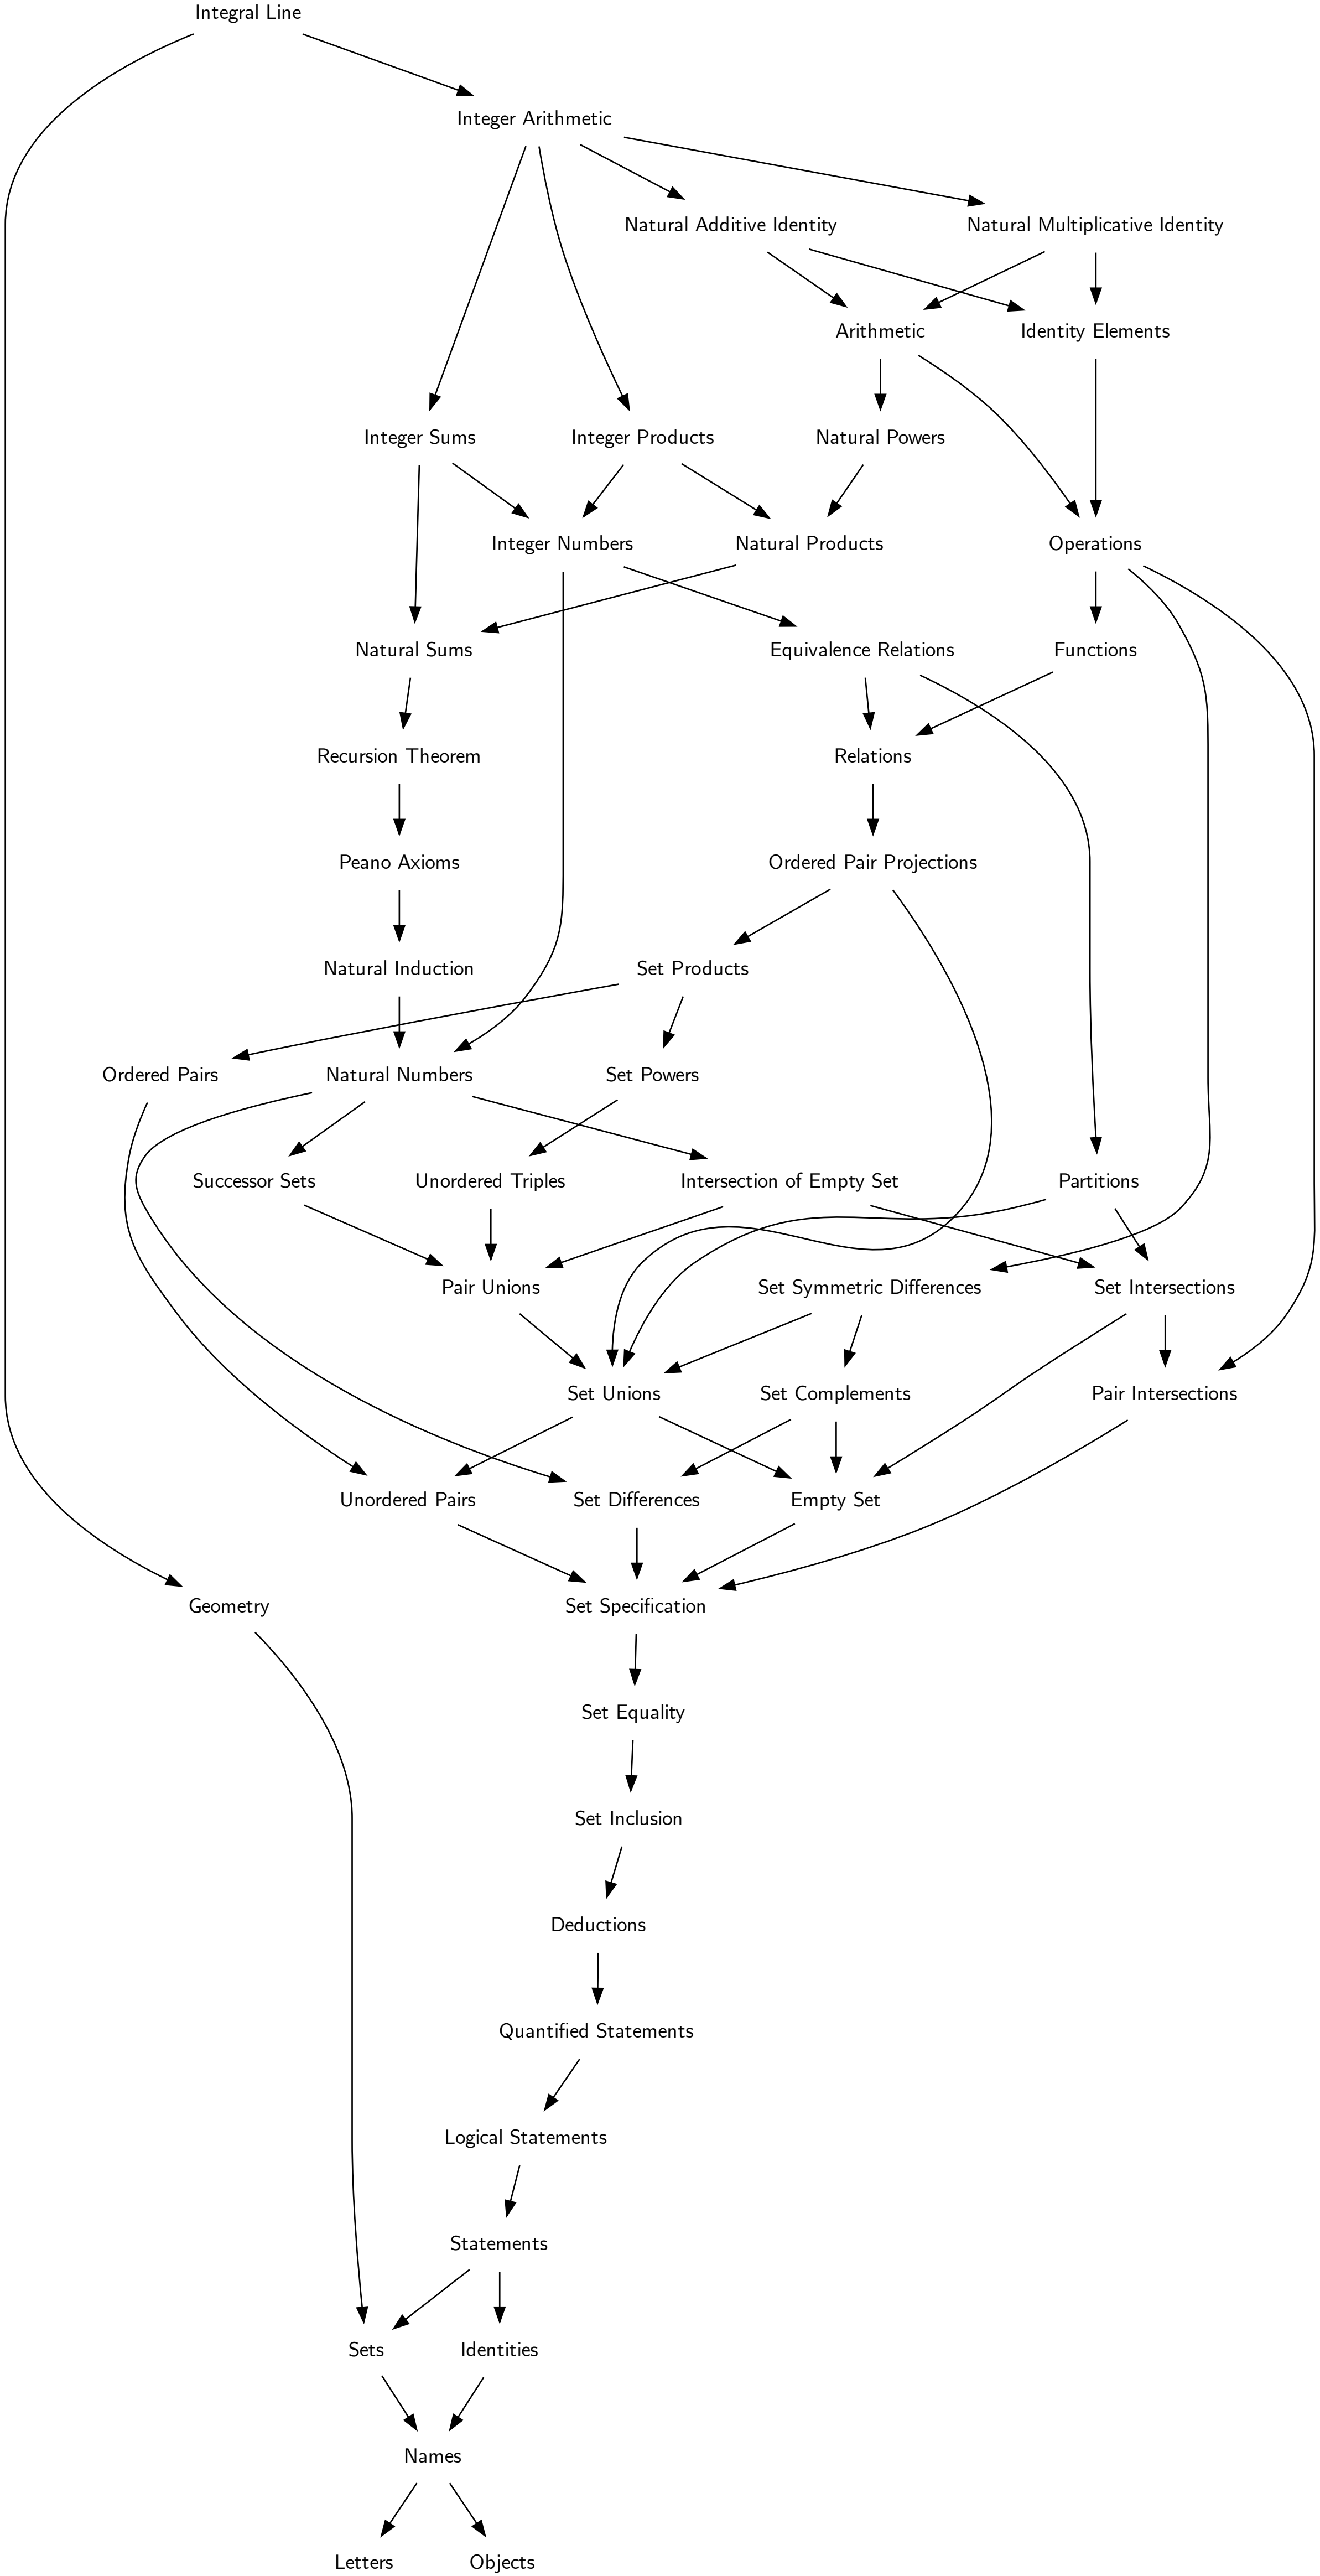 Integral Line
Integer Arithmetic
Natural Additive Identity
Natural Multiplicative Identity
Arithmetic
Identity Elements
Integer Sums
Integer Products
Natural Powers
Integer Numbers
Natural Products
Operations
Natural Sums
Equivalence Relations
Functions
Recursion Theorem
Relations
Peano Axioms
Ordered Pair Projections
Natural Induction
Set Products
Ordered Pairs
Natural Numbers
Set Powers
Successor Sets
Unordered Triples
Intersection of Empty Set
Partitions
Pair Unions
Set Symmetric Differences
Set Intersections
Set Unions
Set Complements
Pair Intersections
Unordered Pairs
Set Differences
Empty Set
Geometry
Set Specification
Set Equality
Set Inclusion
Deductions
Quantified Statements
Logical Statements
Statements
Sets
Identities
Names
Letters
Objects